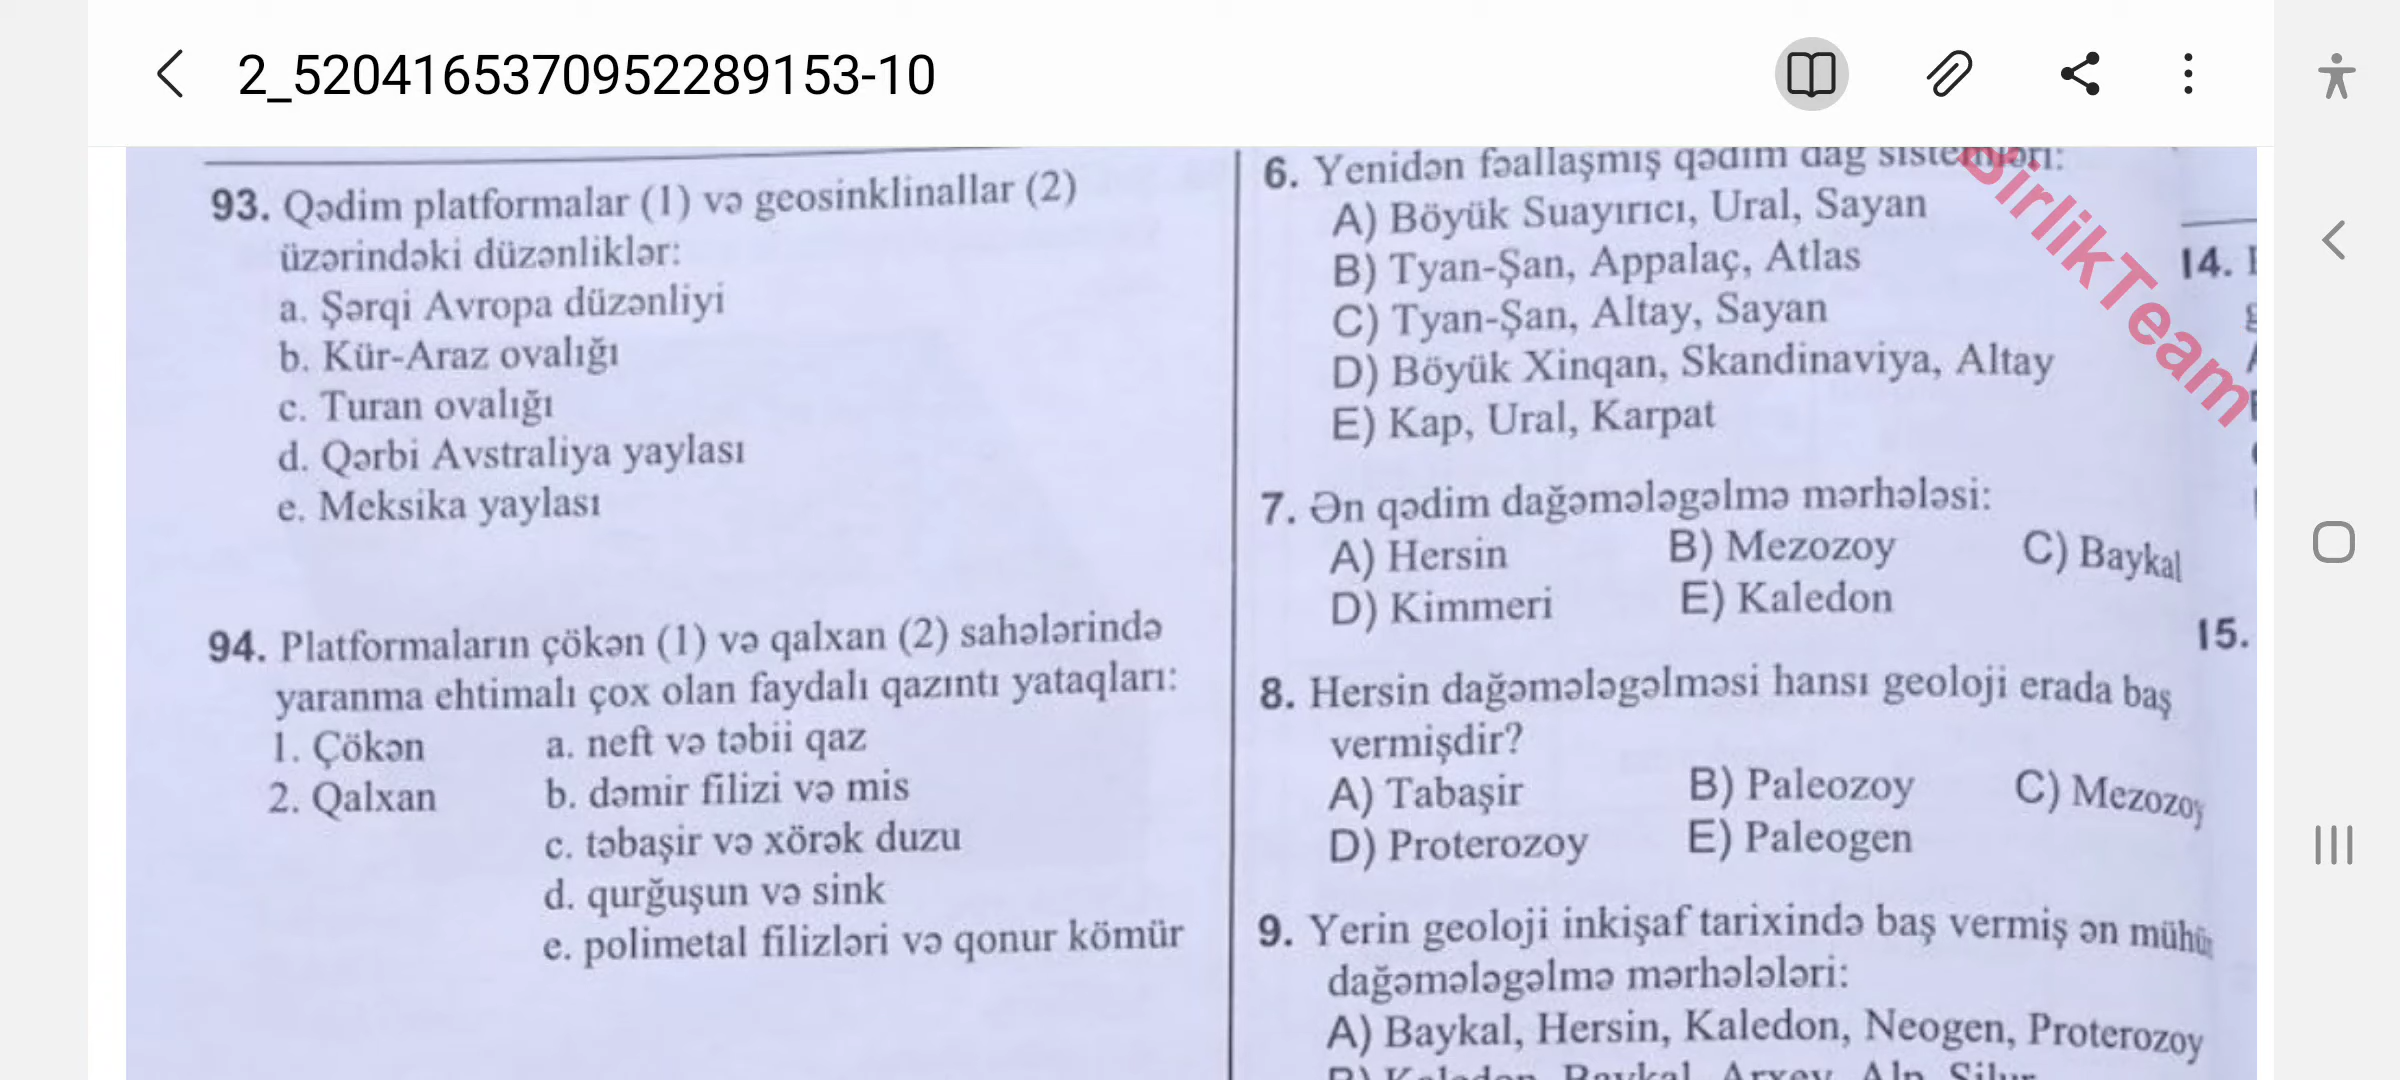 2_5204165370952289153-10
93. Qədim platformalar (1) və geosinklinallar (2)
üzərindəki düzənliklər:
a. Şərqi Avropa düzənliyi
b. Kür-Araz ovalığı
c. Turan ovalığı
d. Qərbi Avstraliya yaylası
e. Meksika yaylası
94. Platformaların çökən (1) və qalxan (2) sahələrində
yaranma ehtimalı çox olan faydalı qazıntı yataqları:
1. Çökən a. neft və təbii qaz
2. Qalxan b. dəmir filizi və mis
c. təbaşir və xörək duzu
d. qurğuşun və sink
e. polimetal filizləri və qonur kömür
6. Yenidən fəallaşmış qədim dağ sistemləri:
A) Böyük Suayırıcı, Ural, Sayan
B) Tyan-Şan, Appalaç, Atlas
C) Tyan-Şan, Altay, Sayan
D) Böyük Xinqan, Skandinaviya, Altay
E) Kap, Ural, Karpat
7. Ən qədim dağəmələgəlmə mərhələsi:
A) Hersin B) Mezozoy C) Baykal
D) Kimmeri E) Kaledon
8. Hersin dağəmələgəlməsi hansı geoloji erada baş
vermişdir?
A) Tabaşir B) Paleozoy C) Mezozoy
D) Proterozoy E) Paleogen
9. Yerin geoloji inkişaf tarixində baş vermiş ən
dağəmələgəlmə mərhələləri:
A) Baykal, Hersin, Kaledon, Neogen, Proterozoy
B) Kaledon, Baykal, Arxey, Alp, Silur
14.
15.
BirlikTeam